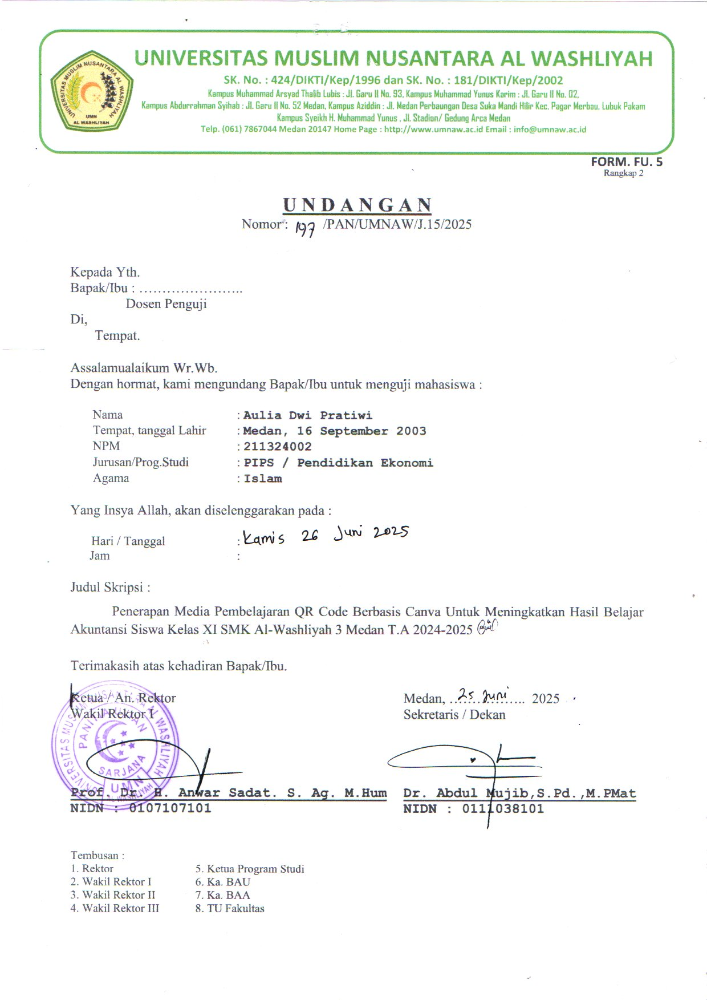 UNIVERSITAS MUSLIM NUSANTARA AL WASHLIYAH
SK. No. : 424/DIKTI/Kep/1996 dan SK. No. : 181/DIKTI/Kep/2002
Kampus Muhammad Arsyad Thalib Lubis : Jl. Garu II No. 93, Kampus Muhammad Yunus Karim : Jl. Garu II No. 02,
Kampus Abdurrahman Syihab : Jl. Garu II No. 52 Medan, Kampus Aziddin : Jl. Medan Perbaungan Desa Suka Mandi Hilir Kec. Pagar Merbau, Lubuk Pakam
Kampus Syeikh H. Muhammad Yunus , Jl. Stadion/ Gedung Arca Medan
Telp. (061) 7867044 Medan 20147 Home Page : http://www.umnaw.ac.id Email : info@umnaw.ac.id
UNIVERSITAS MUSLIM NUSANTARA AL WASHLIYAH
UMN
AL WASHLIYAH
FORM. FU. 5
Rangkap 2
UNDANGAN
Nomor : 197 /PAN/UMNAW/J.15/2025
Kepada Yth.
Bapak/Ibu : …………………..
Dosen Penguji
Di,
Tempat.
Assalamualaikum Wr.Wb.
Dengan hormat, kami mengundang Bapak/Ibu untuk menguji mahasiswa :
Nama : Aulia Dwi Pratiwi
Tempat, tanggal Lahir : Medan, 16 September 2003
NPM : 211324002
Jurusan/Prog.Studi : PIPS / Pendidikan Ekonomi
Agama : Islam
Yang Insya Allah, akan diselenggarakan pada :
Hari / Tanggal : Kamis 26 Juni 2025
Jam :
Judul Skripsi :
Penerapan Media Pembelajaran QR Code Berbasis Canva Untuk Meningkatkan Hasil Belajar
Akuntansi Siswa Kelas XI SMK Al-Washliyah 3 Medan T.A 2024-2025
Terimakasih atas kehadiran Bapak/Ibu.
Ketua / An. Rektor
Wakil Rektor I
UNIVERSITAS MUSLIM NUSANTARA AL WASHLIYAH
PANITIA UJIAN
SARJANA
UMN
AL WASHLIYAH
Prof. Dr. H. Anwar Sadat. S. Ag. M.Hum
NIDN : 0107107101
Medan, ..25 Juni.. 2025
Sekretaris / Dekan
Dr. Abdul Mujib,S.Pd.,M.PMat
NIDN : 0111038101
Tembusan :
1. Rektor
2. Wakil Rektor I
3. Wakil Rektor II
4. Wakil Rektor III
5. Ketua Program Studi
6. Ka. BAU
7. Ka. BAA
8. TU Fakultas